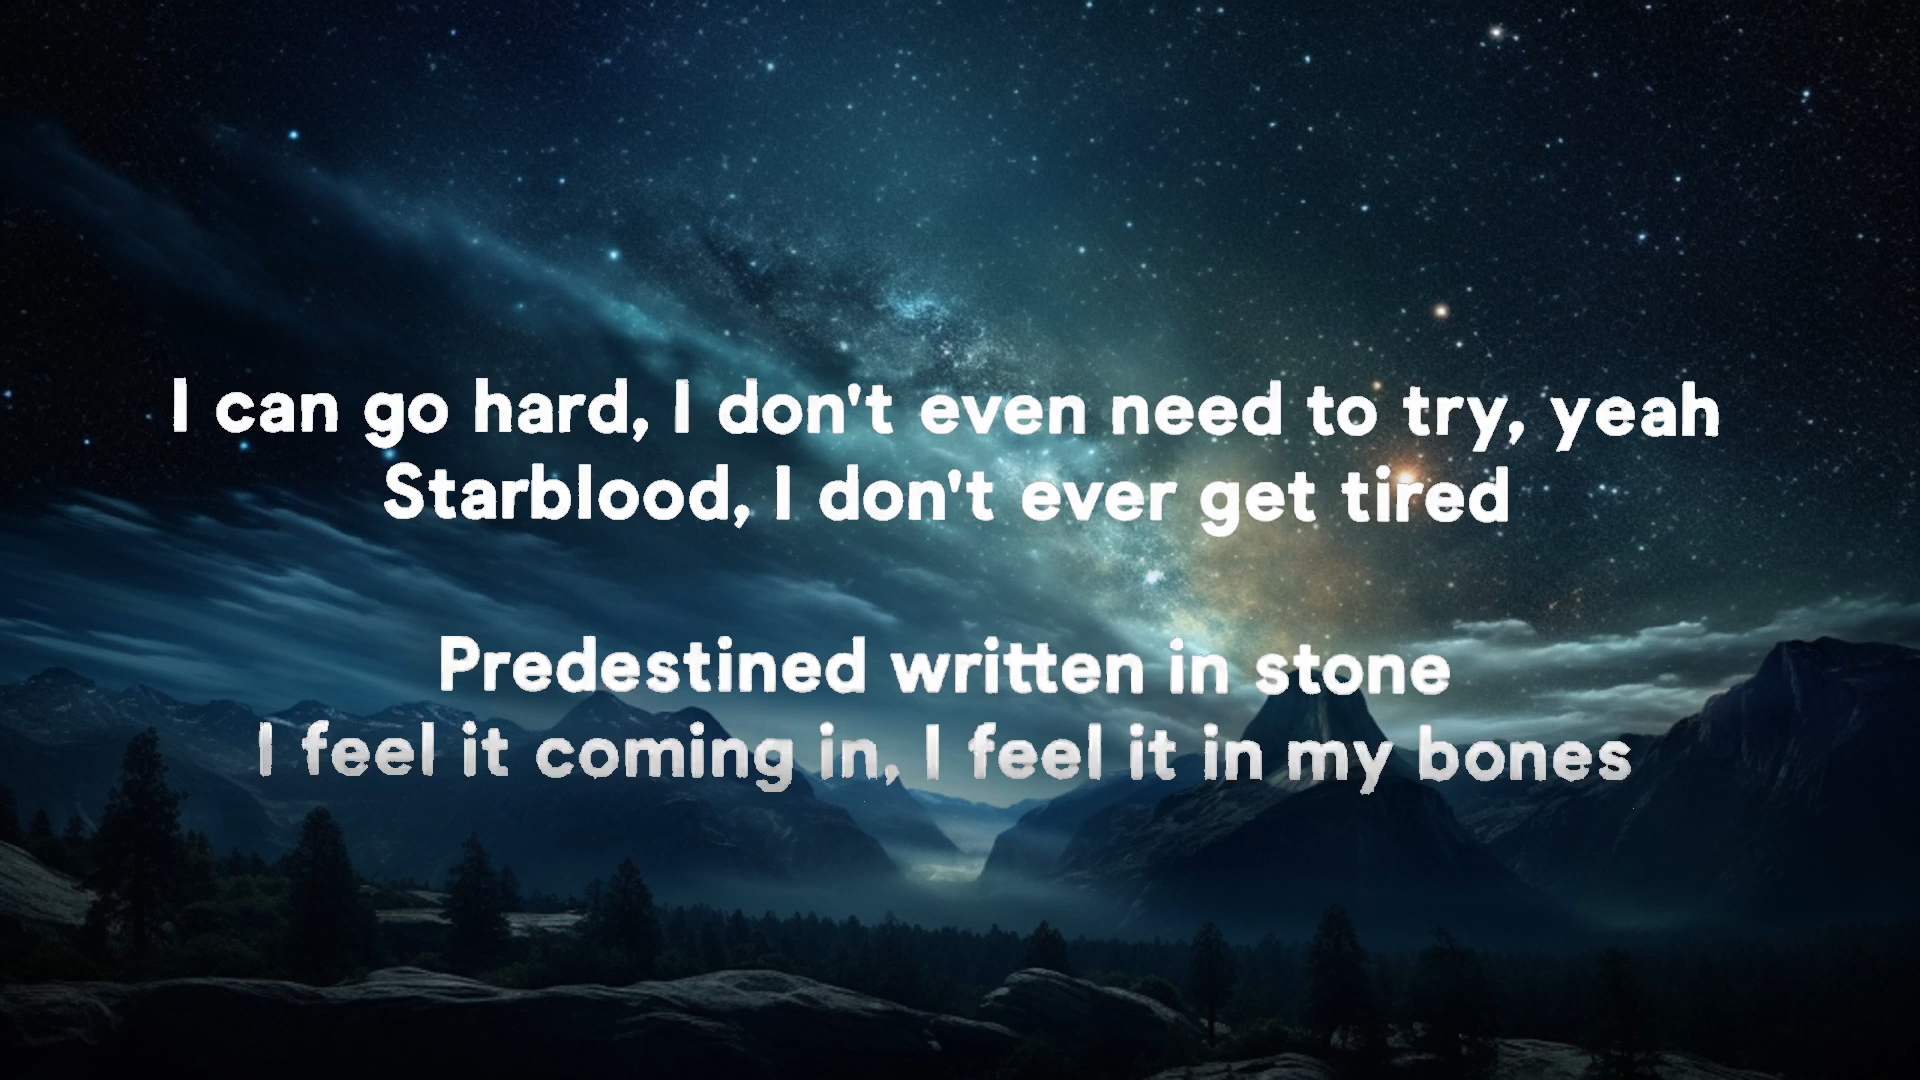 I can go hard, I don't even need to try, yeah
Starblood, I don't ever get tired
Predestined written in stone
I feel it coming in, I feel it in my bones